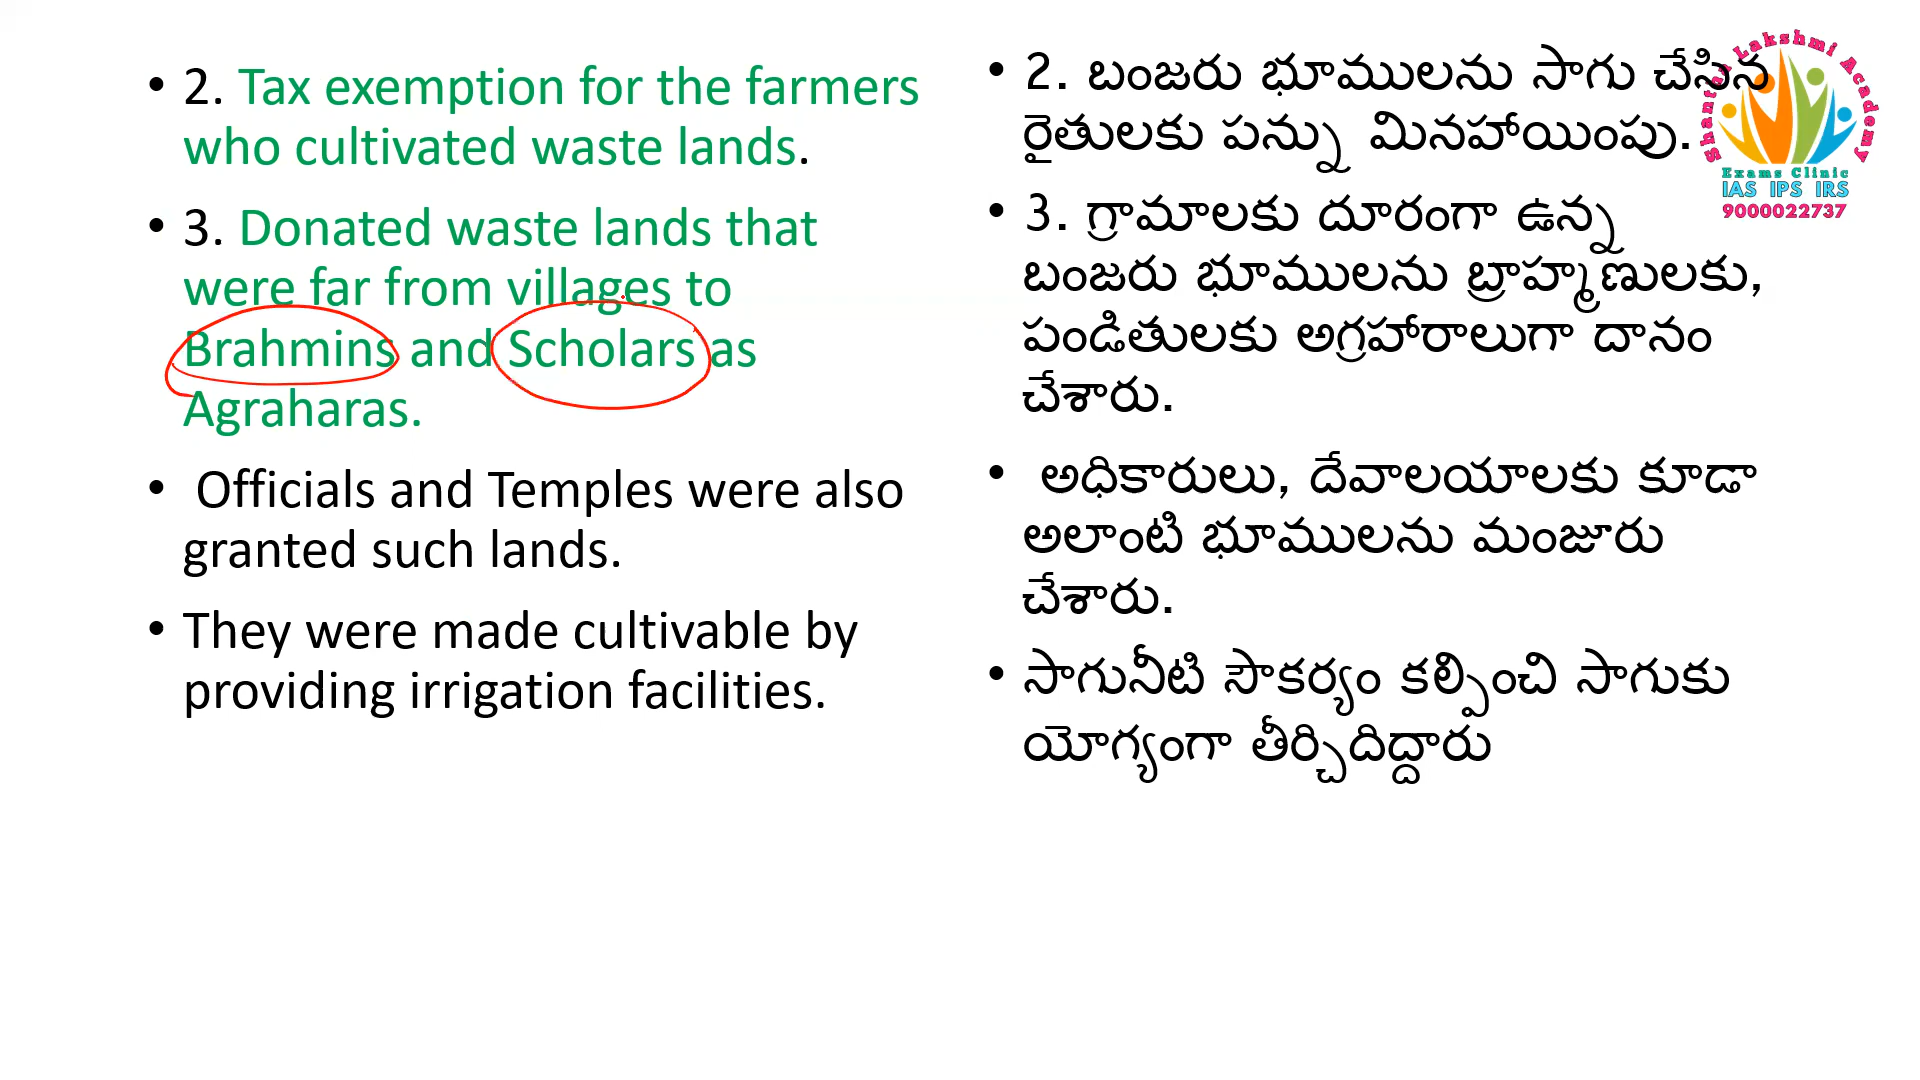 • 2. Tax exemption for the farmers
who cultivated waste lands.
• 3. Donated waste lands that
were far from villages to
Brahmins and Scholars as
Agraharas.
• Officials and Temples were also
granted such lands.
• They were made cultivable by
providing irrigation facilities.
• 2. బంజరు భూములను సాగు చేసిన
రైతులకు పన్ను మినహాయింపు.
• 3. గ్రామాలకు దూరంగా ఉన్న
బంజరు భూములను బ్రాహ్మణులకు,
పండితులకు అగ్రహారాలుగా దానం
చేశారు.
• అధికారులు, దేవాలయాలకు కూడా
అలాంటి భూములను మంజూరు
చేశారు.
• సాగునీటి సౌకర్యం కల్పించి సాగుకు
యోగ్యంగా తీర్చిదిద్దారు
Shantan Lakshmi Academy
Exams Clinic
IAS IPS IRS
9000022737